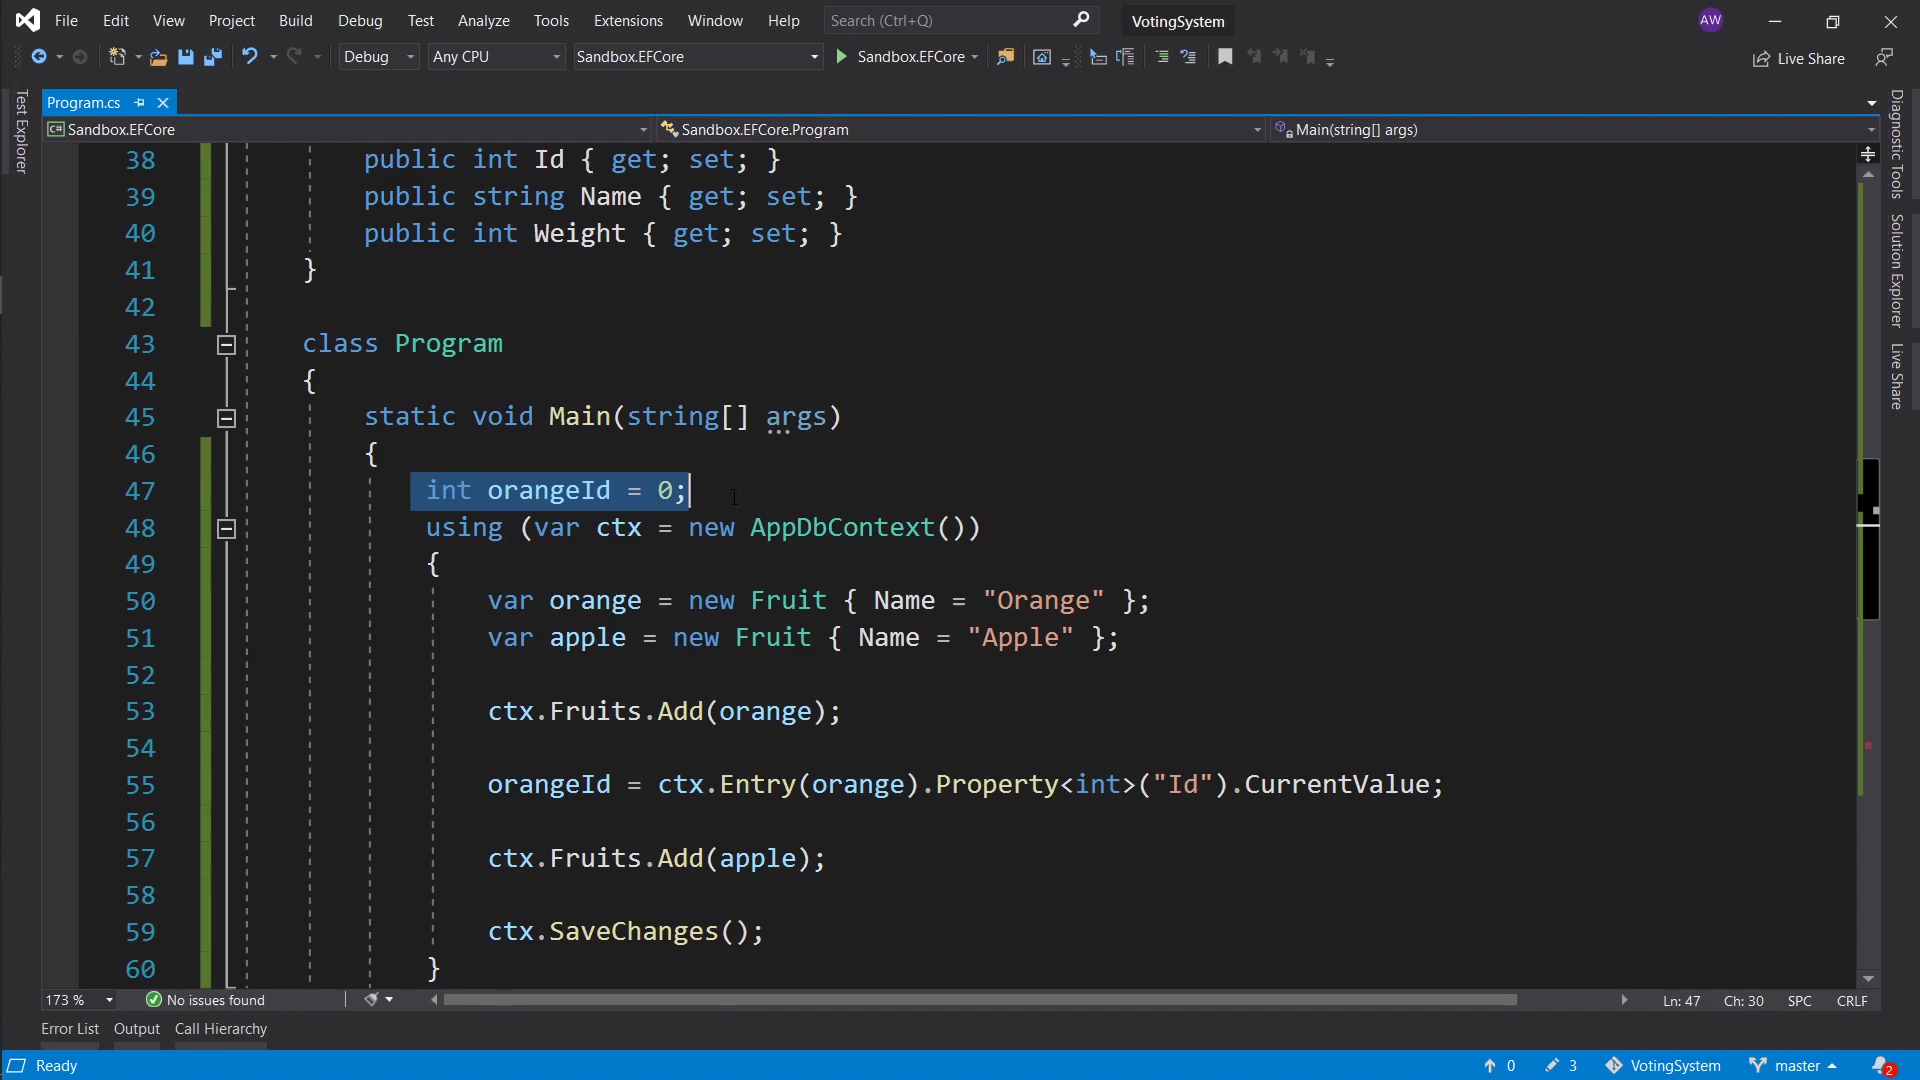 File Edit View Project Build Debug Test Analyze Tools Extensions Window Help Search (Ctrl+Q) VotingSystem AW
Debug Any CPU Sandbox.EFCore Sandbox.EFCore Live Share
Program.cs
Sandbox.EFCore Sandbox.EFCore.Program Main(string[] args)
Test Explorer
Diagnostic Tools
Solution Explorer
Live Share
38 public int Id { get; set; }
39 public string Name { get; set; }
40 public int Weight { get; set; }
41 }
42
43 class Program
44 {
45 static void Main(string[] args)
46 {
47 int orangeId = 0;
48 using (var ctx = new AppDbContext())
49 {
50 var orange = new Fruit { Name = "Orange" };
51 var apple = new Fruit { Name = "Apple" };
52
53 ctx.Fruits.Add(orange);
54
55 orangeId = ctx.Entry(orange).Property<int>("Id").CurrentValue;
56
57 ctx.Fruits.Add(apple);
58
59 ctx.SaveChanges();
60 }
173 % No issues found Ln: 47 Ch: 30 SPC CRLF
Error List Output Call Hierarchy
Ready 0 3 VotingSystem master 2